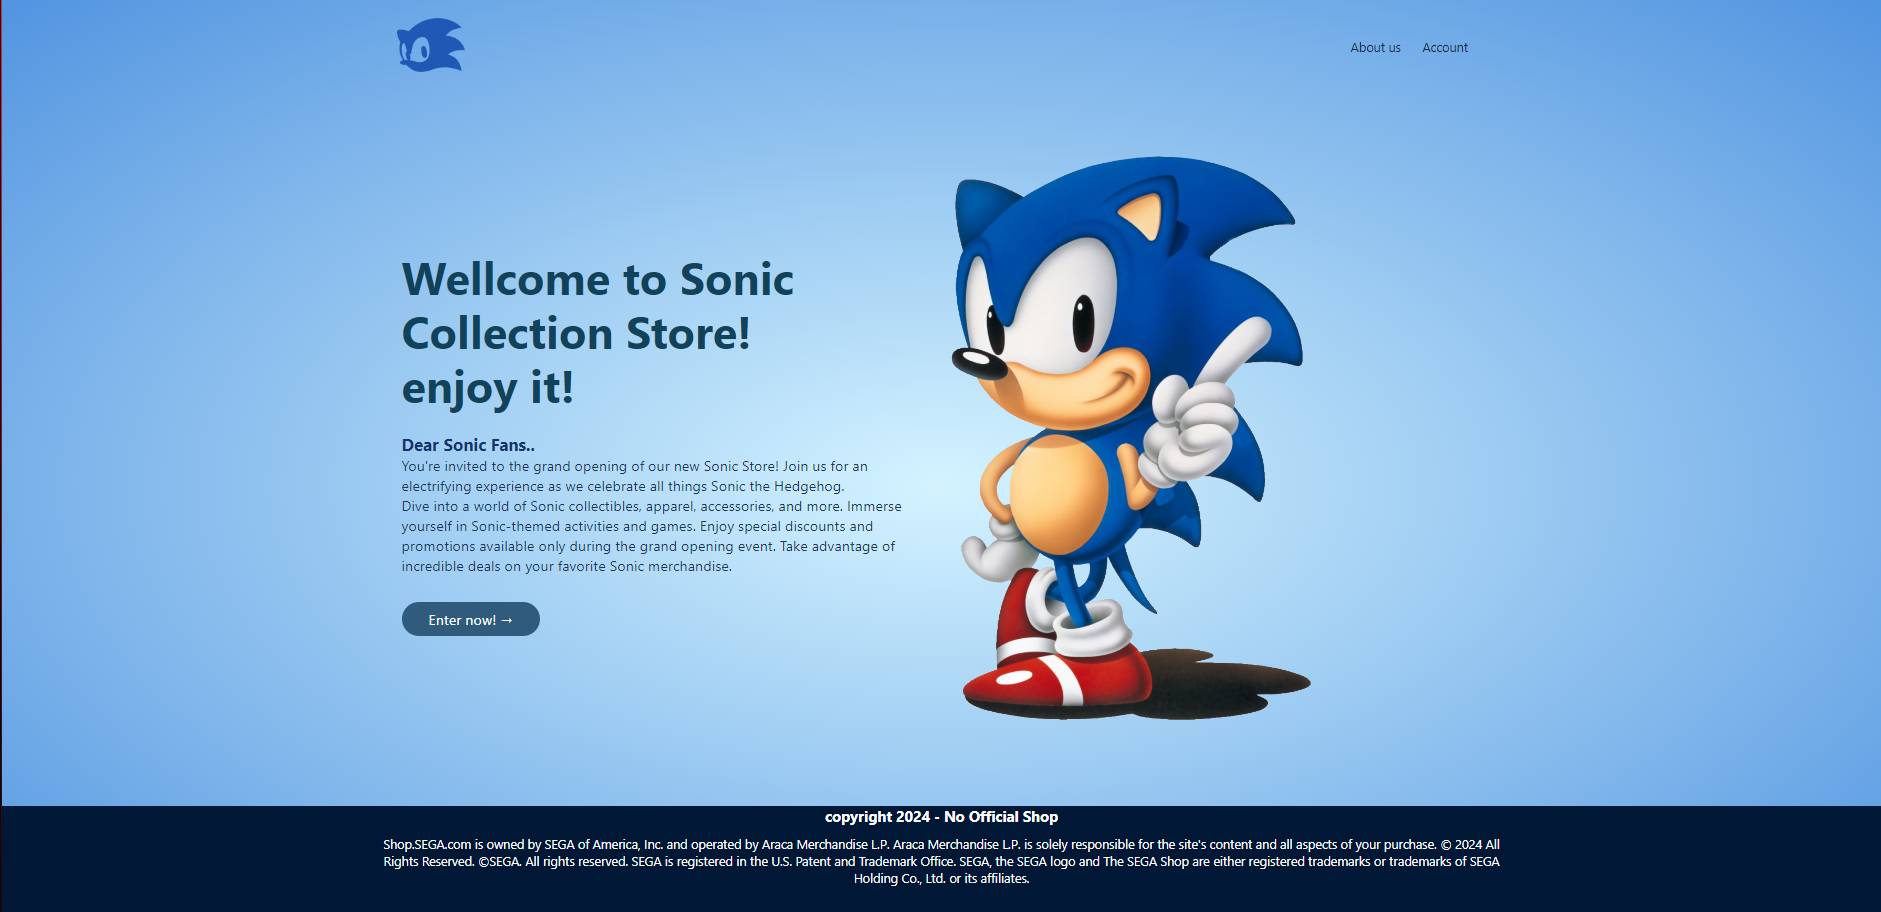 About us
Account
Wellcome to Sonic
Collection Store!
enjoy it!
Dear Sonic Fans..
You're invited to the grand opening of our new Sonic Store! Join us for an
electrifying experience as we celebrate all things Sonic the Hedgehog.
Dive into a world of Sonic collectibles, apparel, accessories, and more. Immerse
yourself in Sonic-themed activities and games. Enjoy special discounts and
promotions available only during the grand opening event. Take advantage of
incredible deals on your favorite Sonic merchandise.
Enter now! →
copyright 2024 - No Official Shop
Shop.SEGA.com is owned by SEGA of America, Inc. and operated by Araca Merchandise L.P. Araca Merchandise L.P. is solely responsible for the site's content and all aspects of your purchase. © 2024 All
Rights Reserved. ©SEGA. All rights reserved. SEGA is registered in the U.S. Patent and Trademark Office. SEGA, the SEGA logo and The SEGA Shop are either registered trademarks or trademarks of SEGA
Holding Co., Ltd. or its affiliates.